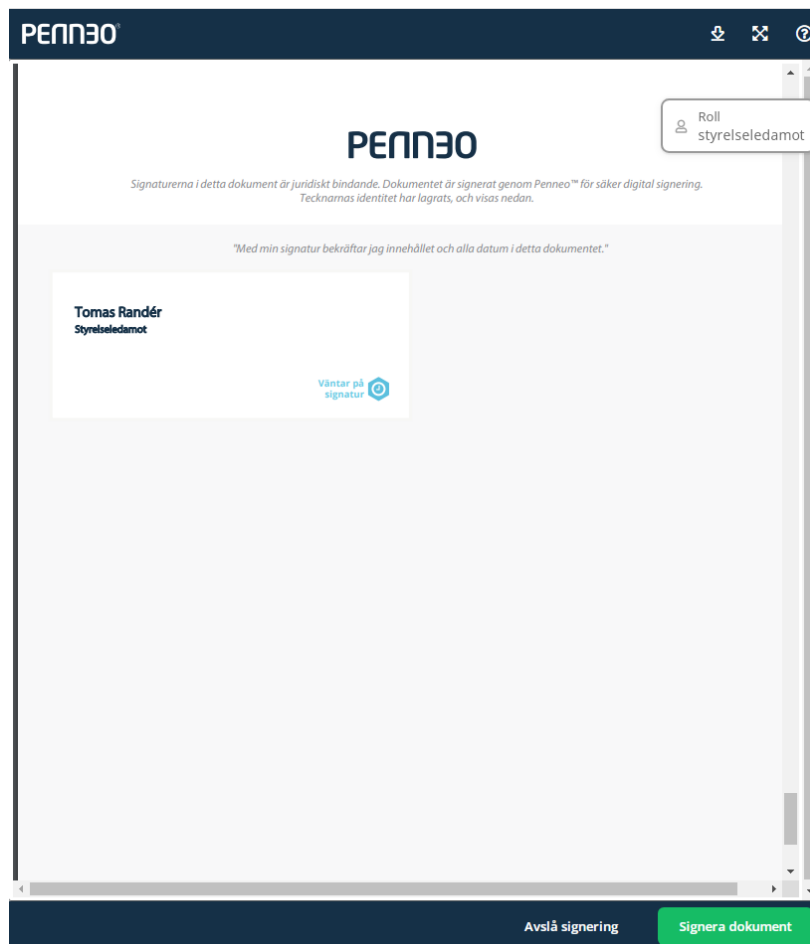 PENNEO®
Roll
styrelseledamot
PENNEO
Signaturerna i detta dokument är juridiskt bindande. Dokumentet är signerat genom Penneo™ för säker digital signering.
Tecknarnas identitet har lagrats, och visas nedan.
"Med min signatur bekräftar jag innehållet och alla datum i detta dokumentet."
Tomas Randér
Styrelseledamot
Väntar på
signatur
Avslå signering
Signera dokument